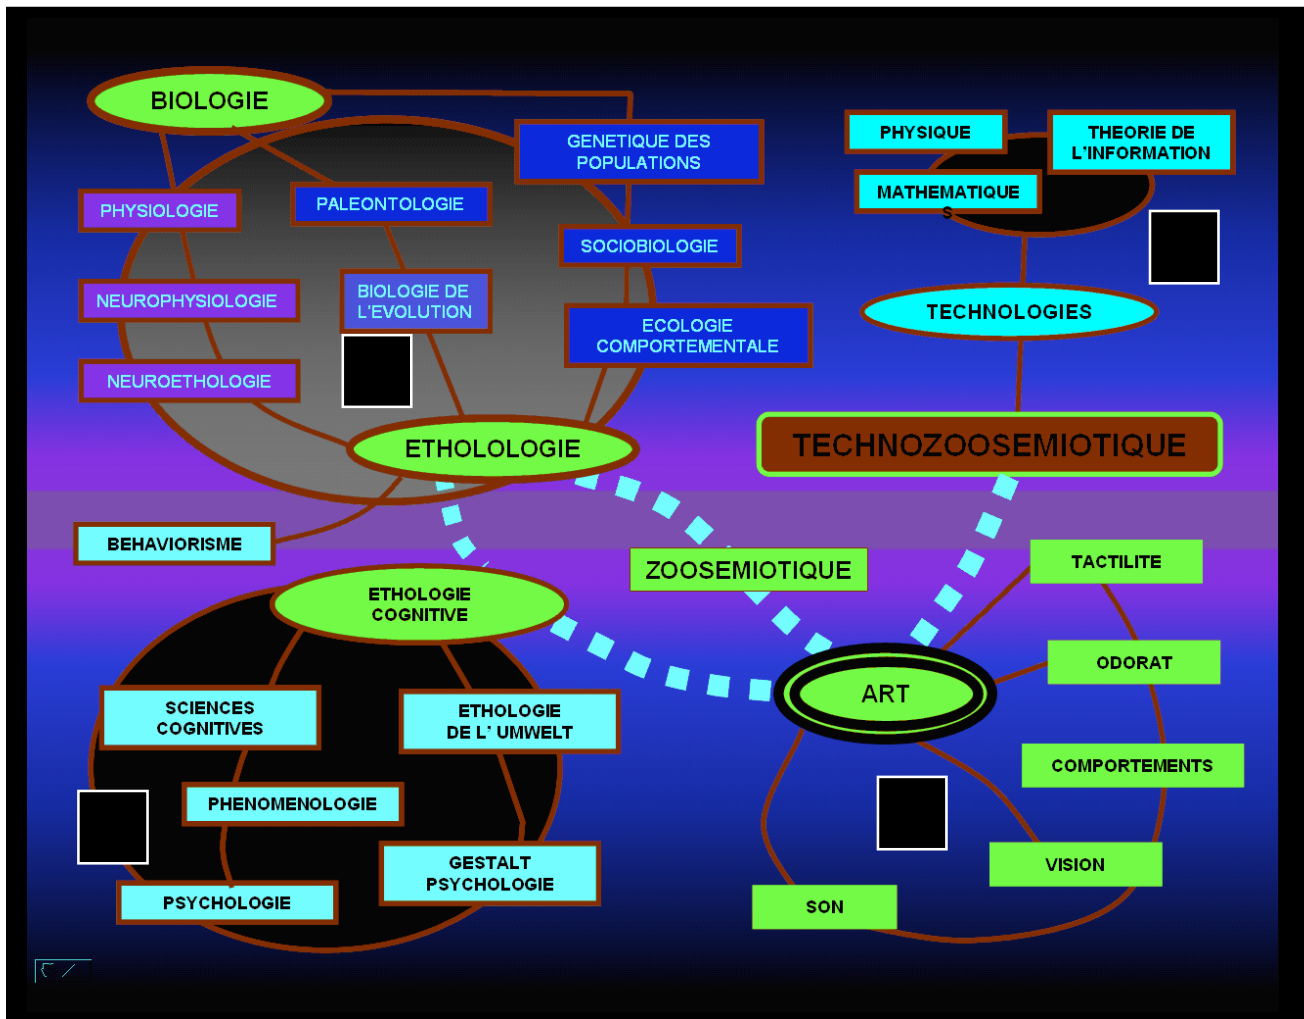 BIOLOGIE
GENETIQUE DES
POPULATIONS
PHYSIOLOGIE
PALEONTOLOGIE
SOCIOBIOLOGIE
NEUROPHYSIOLOGIE
BIOLOGIE DE
L'EVOLUTION
ECOLOGIE
COMPORTEMENTALE
NEUROETHOLOGIE
ETHOLOLOGIE
BEHAVIORISME
PHYSIQUE
THEORIE DE
L'INFORMATION
MATHEMATIQUE
S
TECHNOLOGIES
TECHNOZOOSEMIOTIQUE
ZOOSEMIOTIQUE
ETHOLOGIE
COGNITIVE
SCIENCES
COGNITIVES
ETHOLOGIE
DE L' UMWELT
PHENOMENOLOGIE
GESTALT
PSYCHOLOGIE
PSYCHOLOGIE
ART
TACTILITE
ODORAT
COMPORTEMENTS
VISION
SON